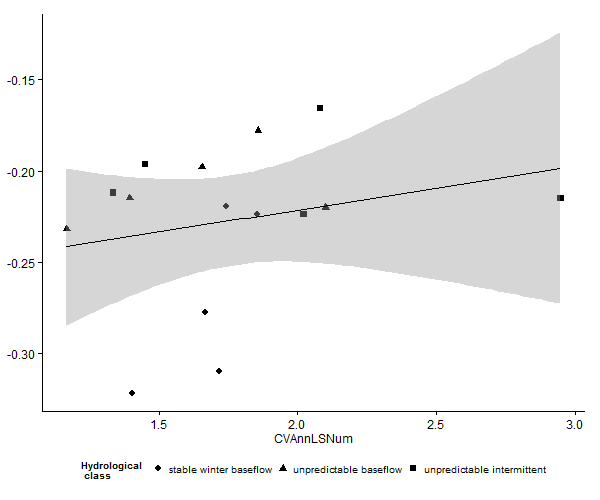 -0.15
-0.20
-0.25
-0.30
1.5 2.0 2.5 3.0
CVAnnLSNum
Hydrological
class
stable winter baseflow unpredictable baseflow unpredictable intermittent